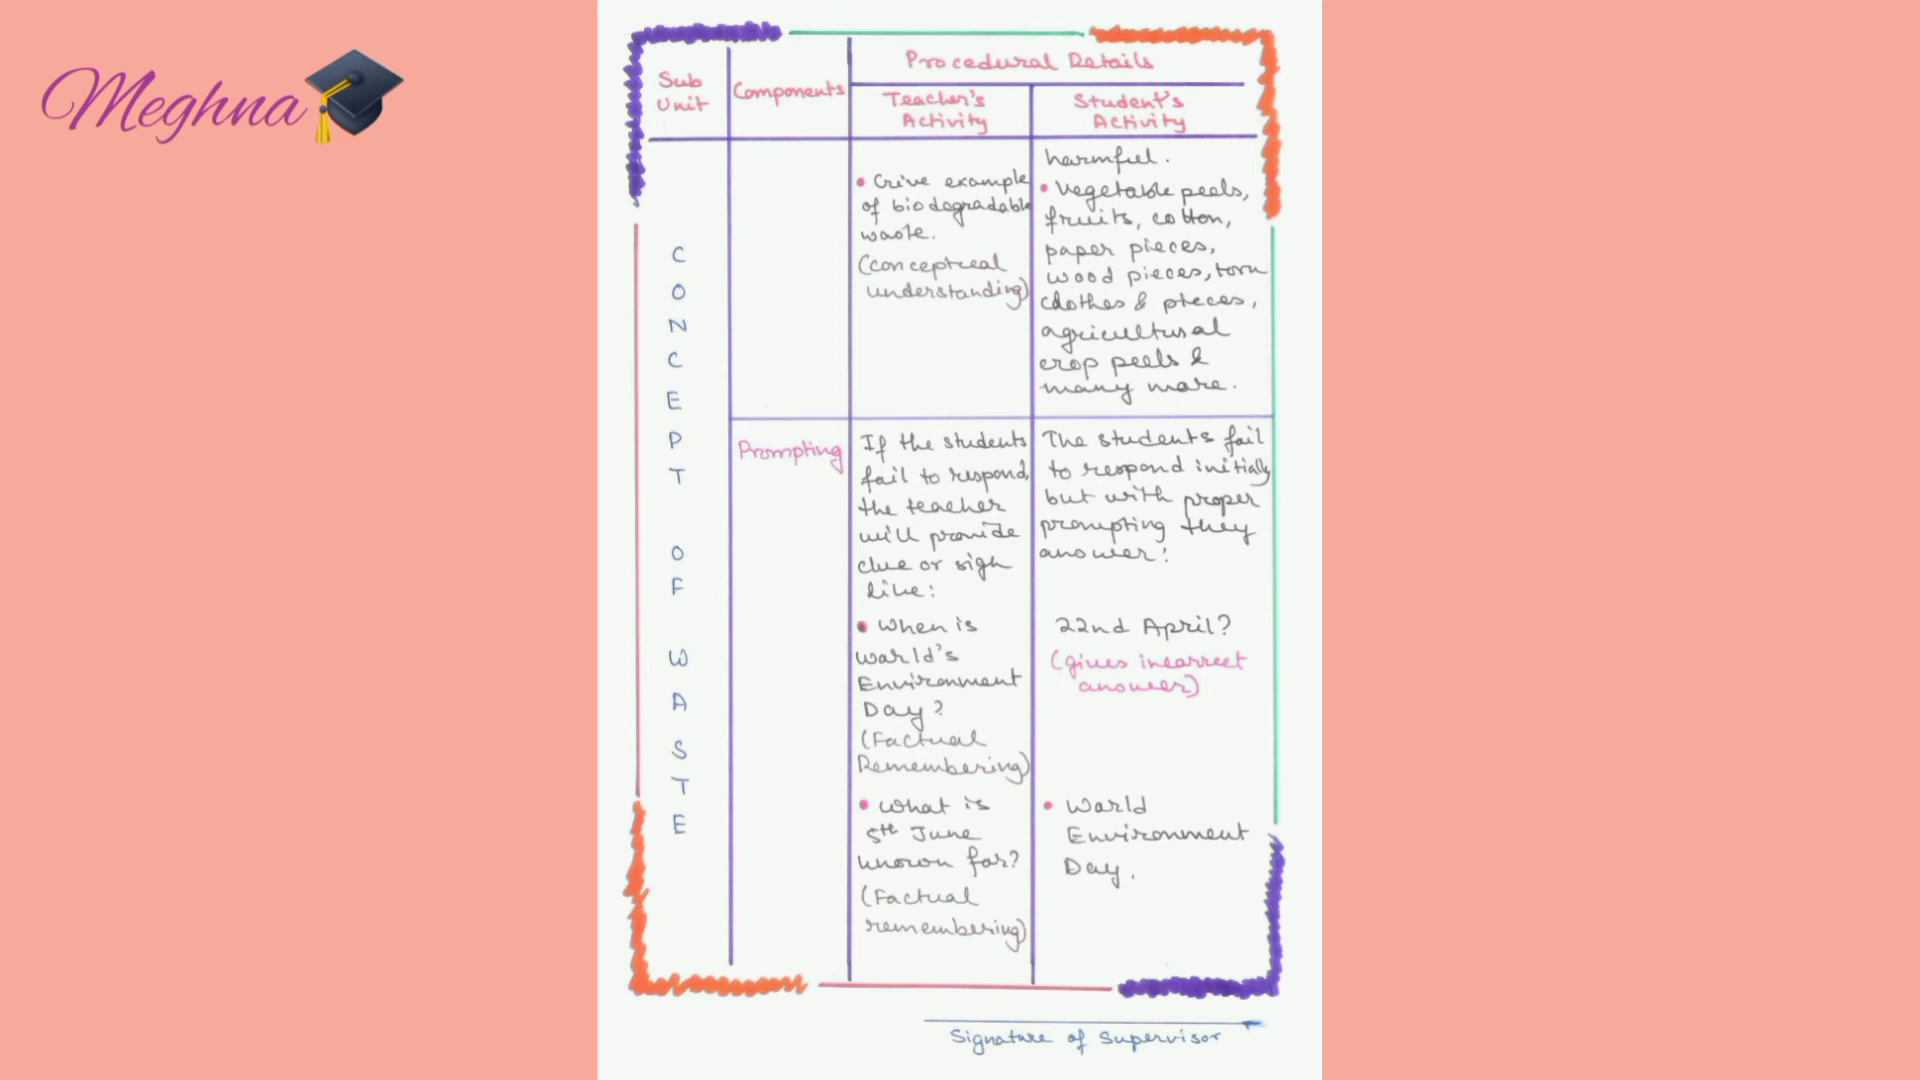 Meghna
Sub
Unit
Components
Procedural Details
Teacher's
Activity
Student's
Activity
CONCEPT
OF
WASTE
• Give example
of biodegradable
waste.
(conceptual
understanding)
harmful.
• Vegetable peels,
fruits, cotton,
paper pieces,
wood pieces, torn
clothes & pieces,
agricultural
crop peels &
many more.
Prompting
If the students
fail to respond,
the teacher
will provide
clue or sign
like:
• When is
world's
Environment
Day?
(Factual
Remembering)
• What is
5th June
known for?
(Factual
remembering)
The students fail
to respond initially
but with proper
prompting they
answer:
22nd April?
(gives incorrect
answer)
• World
Environment
Day.
Signature of Supervisor